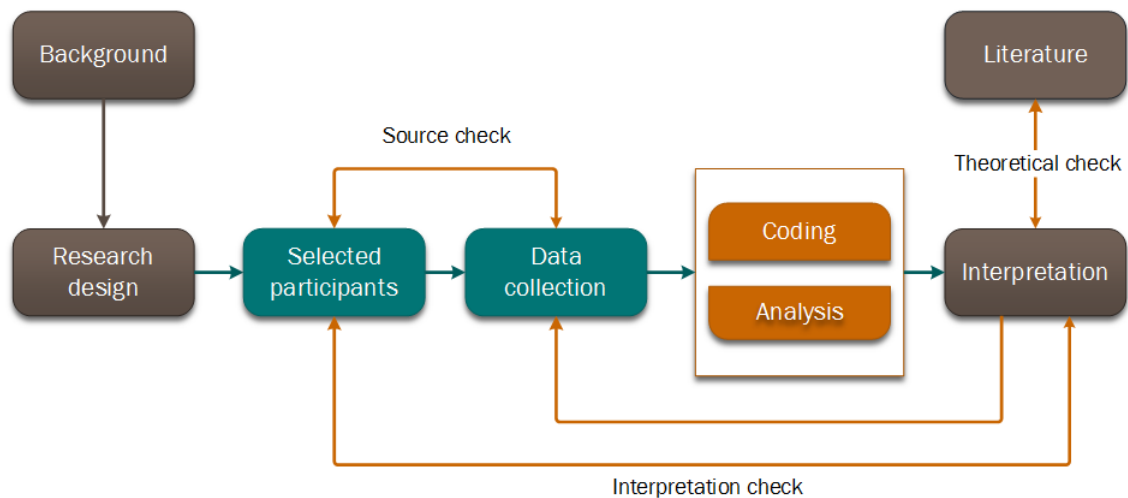 Background
Literature
Source check
Theoretical check
Research
design
Selected
participants
Data
collection
Coding
Analysis
Interpretation
Interpretation check